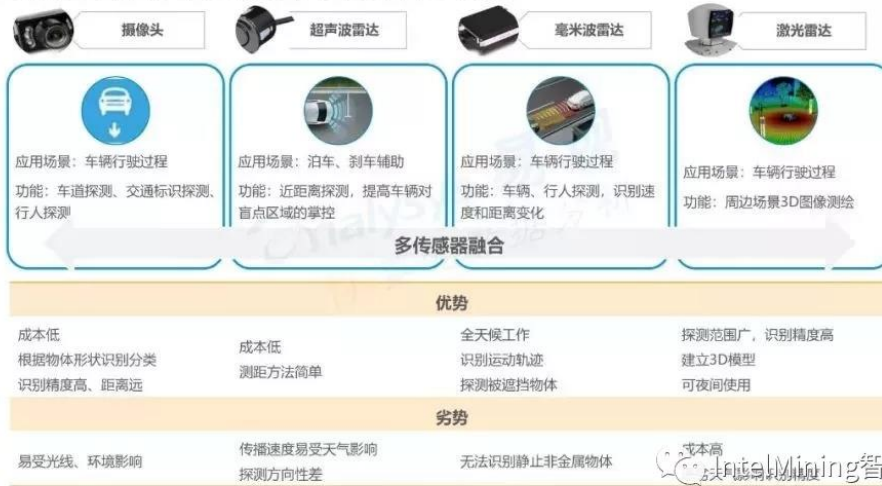 摄像头
超声波雷达
毫米波雷达
激光雷达
应用场景：车辆行驶过程
功能：车道探测、交通标识探测、
行人探测
应用场景：泊车、刹车辅助
功能：近距离探测，提高车辆对
盲点区域的掌控
应用场景：车辆行驶过程
功能：车辆、行人探测，识别速
度和距离变化
应用场景：车辆行驶过程
功能：周边场景3D图像测绘
多传感器融合
优势
成本低
根据物体形状识别分类
识别精度高、距离远
成本低
测距方法简单
全天候工作
识别运动轨迹
探测被遮挡物体
探测范围广，识别精度高
建立3D模型
可夜间使用
劣势
易受光线、环境影响
传播速度易受天气影响
探测方向性差
无法识别静止非金属物体
成本高
IntelMining智